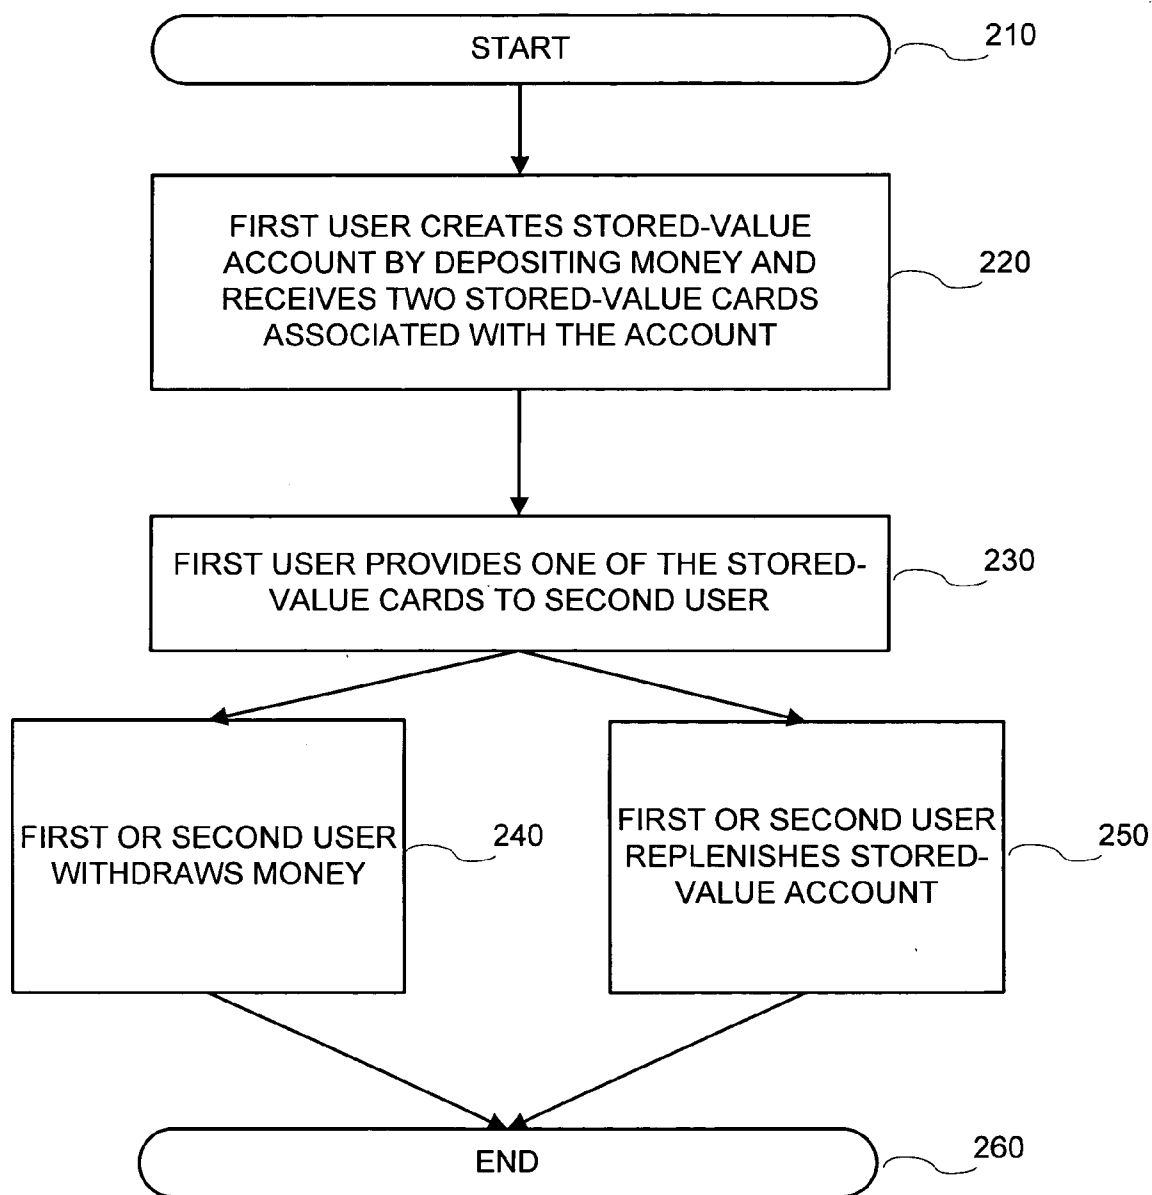 START
210
FIRST USER CREATES STORED-VALUE
ACCOUNT BY DEPOSITING MONEY AND
RECEIVES TWO STORED-VALUE CARDS
ASSOCIATED WITH THE ACCOUNT
220
FIRST USER PROVIDES ONE OF THE STORED-
VALUE CARDS TO SECOND USER
230
FIRST OR SECOND USER
WITHDRAWS MONEY
240
FIRST OR SECOND USER
REPLENISHES STORED-
VALUE ACCOUNT
250
END
260